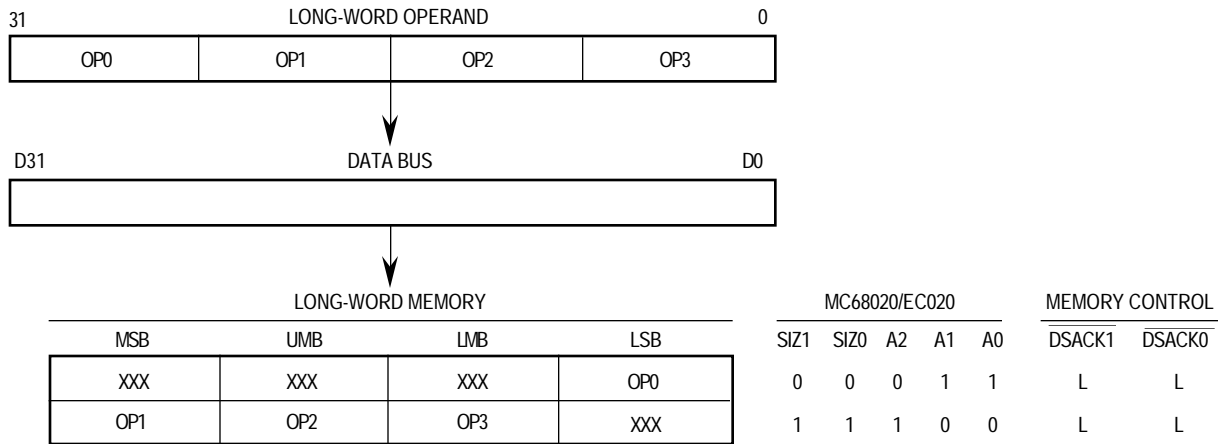 31 LONG-WORD OPERAND 0
OP0 OP1 OP2 OP3
D31 DATA BUS D0
LONG-WORD MEMORY MC68020/EC020 MEMORY CONTROL
MSB UMB LMB LSB SIZ1 SIZ0 A2 A1 A0 DSACK1 DSACK0
XXX XXX XXX OP0 0 0 0 1 1 L L
OP1 OP2 OP3 XXX 1 1 1 0 0 L L